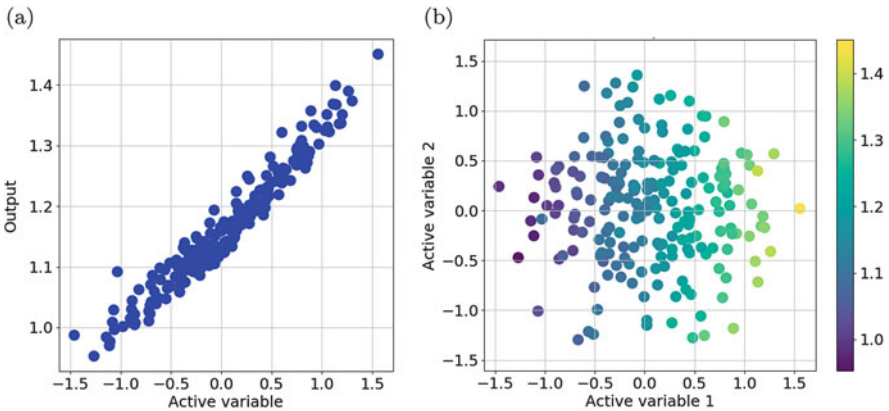 (a)
(b)
Output
1.4
1.3
1.2
1.1
1.0
−1.5 −1.0 −0.5 0.0 0.5 1.0 1.5
Active variable
Active variable 2
1.5
1.0
0.5
0.0
−0.5
−1.0
−1.5
−1.5 −1.0 −0.5 0.0 0.5 1.0 1.5
Active variable 1
1.4
1.3
1.2
1.1
1.0